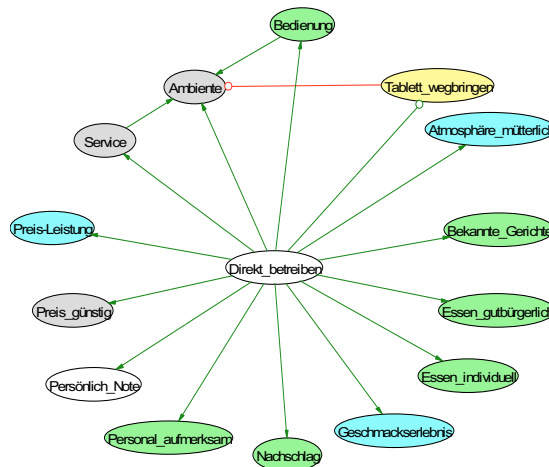 Bedienung
Ambiente
Tablett_wegbringen
Atmosphäre_mütterlich
Service
Preis-Leistung
Bekannte_Gerichte
Direkt_betreiben
Preis_günstig
Essen_gutbürgerlich
Persönlich_Note
Essen_individuell
Personal_aufmerksam
Geschmackserlebnis
Nachschlag